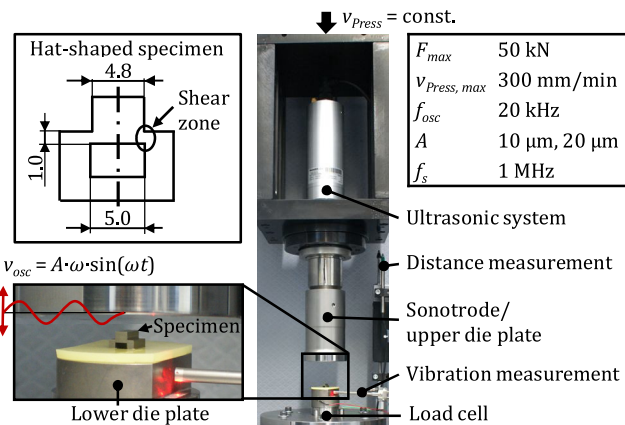 v_Press = const.
Hat-shaped specimen
4.8
Shear
zone
1.0
5.0
F_max 50 kN
v_Press, max 300 mm/min
f_osc 20 kHz
A 10 µm, 20 µm
f_s 1 MHz
Ultrasonic system
v_osc = A·ω·sin(ωt)
Distance measurement
Specimen
Sonotrode/
upper die plate
Vibration measurement
Lower die plate
Load cell